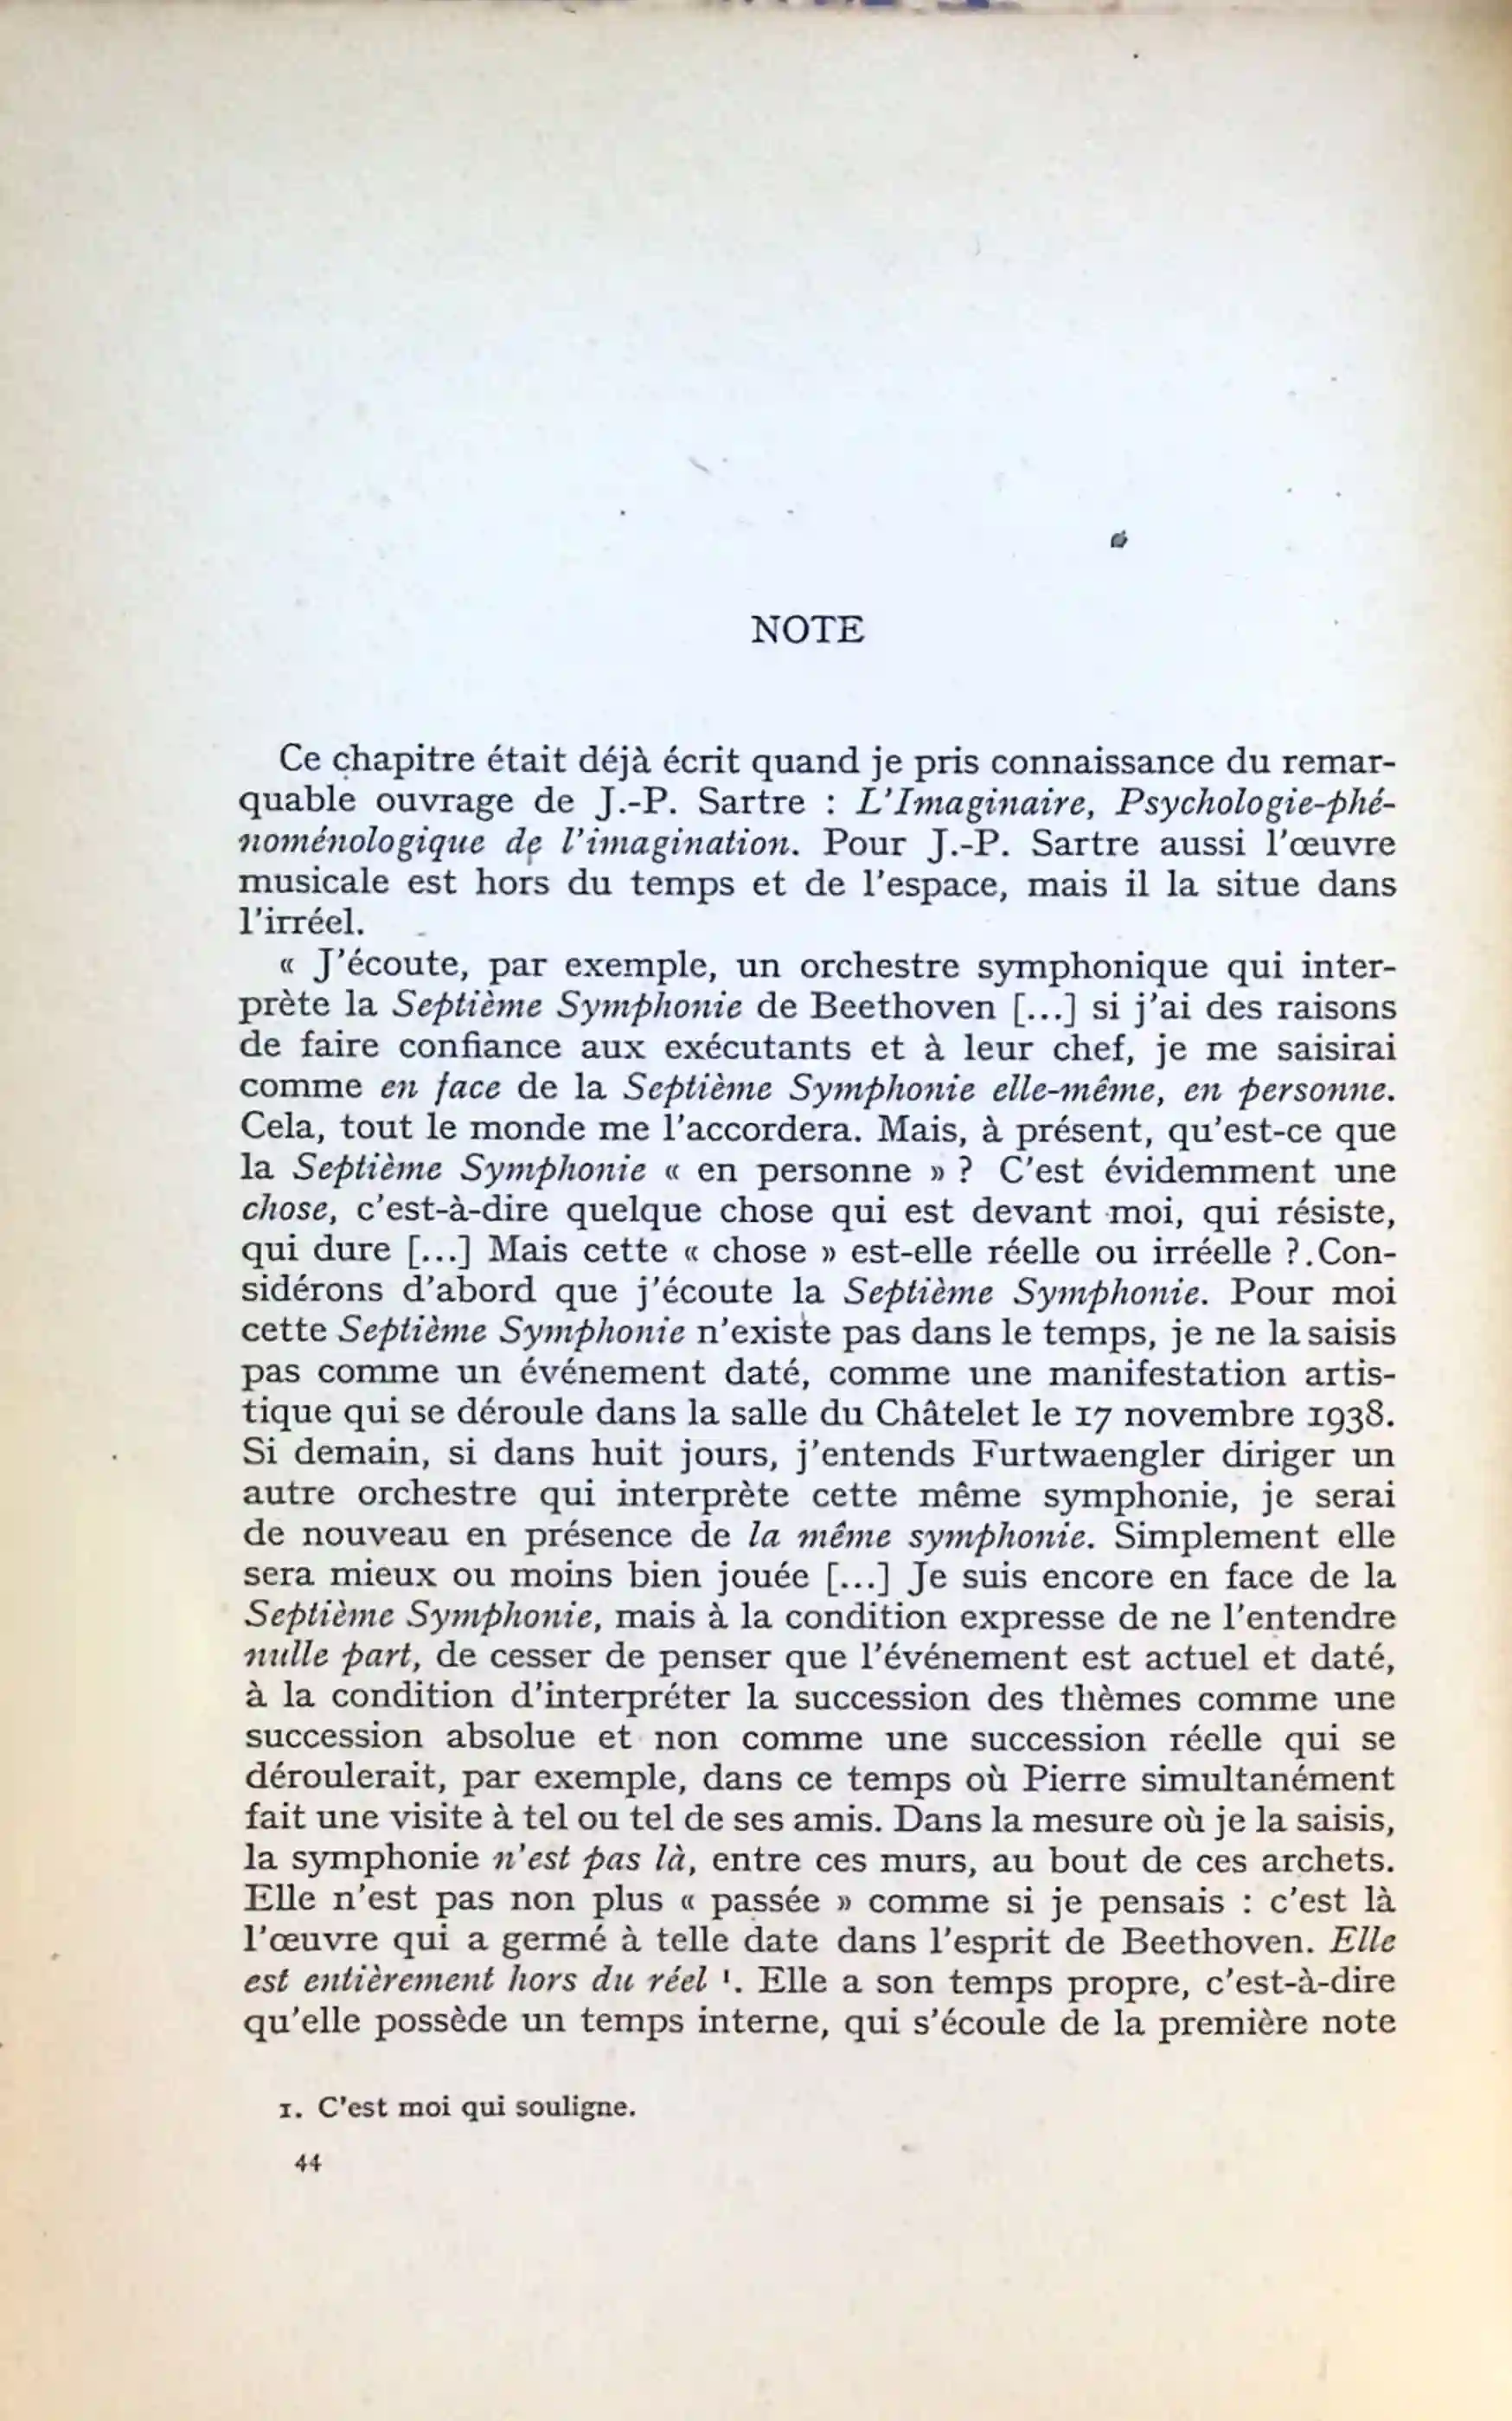 NOTE
Ce chapitre était déjà écrit quand je pris connaissance du remar-
quable ouvrage de J.-P. Sartre : L'Imaginaire, Psychologie-phé-
noménologique de l'imagination. Pour J.-P. Sartre aussi l'œuvre
musicale est hors du temps et de l'espace, mais il la situe dans
l'irréel.
« J'écoute, par exemple, un orchestre symphonique qui inter-
prète la Septième Symphonie de Beethoven [...] si j'ai des raisons
de faire confiance aux exécutants et à leur chef, je me saisirai
comme en face de la Septième Symphonie elle-même, en personne.
Cela, tout le monde me l'accordera. Mais, à présent, qu'est-ce que
la Septième Symphonie « en personne » ? C'est évidemment une
chose, c'est-à-dire quelque chose qui est devant moi, qui résiste,
qui dure [...] Mais cette « chose » est-elle réelle ou irréelle ? Con-
sidérons d'abord que j'écoute la Septième Symphonie. Pour moi
cette Septième Symphonie n'existe pas dans le temps, je ne la saisis
pas comme un événement daté, comme une manifestation artis-
tique qui se déroule dans la salle du Châtelet le 17 novembre 1938.
Si demain, si dans huit jours, j'entends Furtwaengler diriger un
autre orchestre qui interprète cette même symphonie, je serai
de nouveau en présence de la même symphonie. Simplement elle
sera mieux ou moins bien jouée [...] Je suis encore en face de la
Septième Symphonie, mais à la condition expresse de ne l'entendre
nulle part, de cesser de penser que l'événement est actuel et daté,
à la condition d'interpréter la succession des thèmes comme une
succession absolue et non comme une succession réelle qui se
déroulerait, par exemple, dans ce temps où Pierre simultanément
fait une visite à tel ou tel de ses amis. Dans la mesure où je la saisis,
la symphonie n'est pas là, entre ces murs, au bout de ces archets.
Elle n'est pas non plus « passée » comme si je pensais : c'est là
l'œuvre qui a germé à telle date dans l'esprit de Beethoven. Elle
est entièrement hors du réel ¹. Elle a son temps propre, c'est-à-dire
qu'elle possède un temps interne, qui s'écoule de la première note
1. C'est moi qui souligne.
44